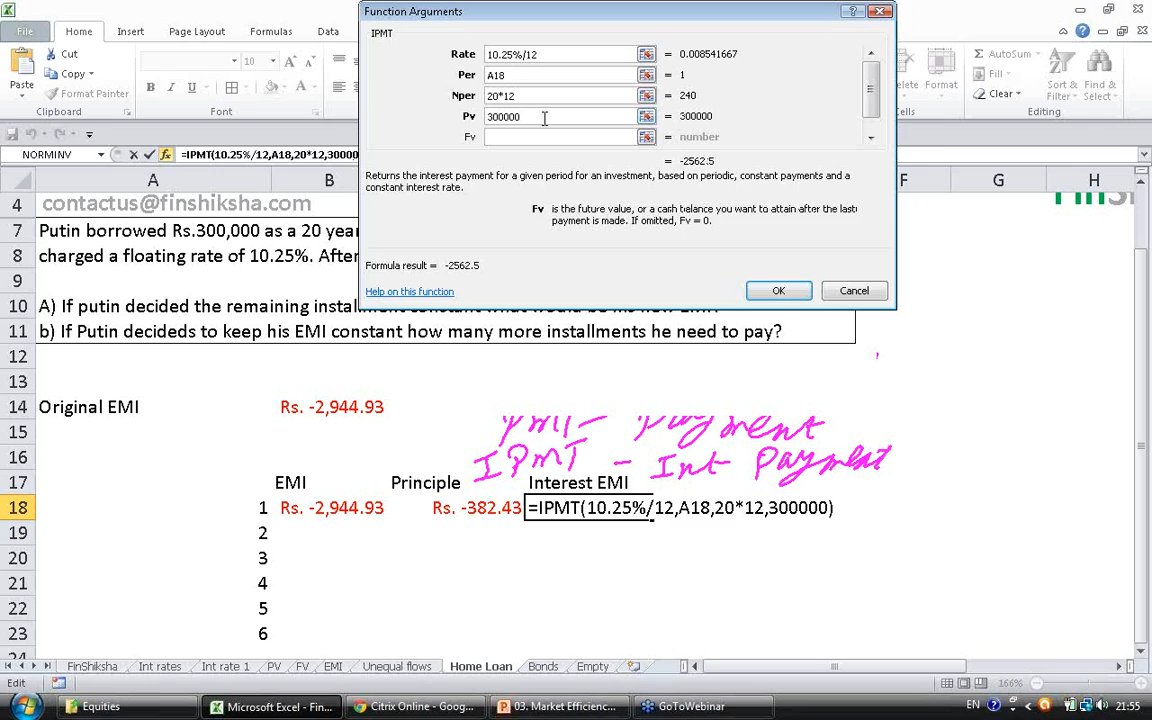 Function Arguments
File Home Insert Page Layout Formulas Data
IPMT
Cut
Copy
Paste
Format Painter
Clipboard
10
B I U
Rate 10.25%/12 = 0.008541667
Per A18 = 1
Nper 20*12 = 240
Pv 300000 = 300000
Fv = number
= -2562.5
Insert
Delete
Format
Cells
Σ AutoSum
Fill
Clear
Sort & Filter
Find & Select
Editing
NORMINV fx =IPMT(10.25%/12,A18,20*12,300000
Returns the interest payment for a given period for an investment, based on periodic, constant payments and a
constant interest rate.
Fv is the future value, or a cash balance you want to attain after the last
payment is made. If omitted, Fv = 0.
Formula result = -2562.5
Help on this function
OK Cancel
A B F G H
4 contactus@finshiksha.com
7 Putin borrowed Rs.300,000 as a 20 yea
8 charged a floating rate of 10.25%. After
9
10 A) If putin decided the remaining install
11 b) If Putin decideds to keep his EMI constant how many more installments he need to pay?
12
13
14 Original EMI Rs. -2,944.93
15 PMT - Payment
16 IPMT - Int Payment
17 EMI Principle Interest EMI
18 1 Rs. -2,944.93 Rs. -382.43 =IPMT(10.25%/12,A18,20*12,300000)
19 2
20 3
21 4
22 5
23 6
FinShiksha Int rates Int rate 1 PV FV EMI Unequal flows Home Loan Bonds Empty
Edit 166%
Equities Microsoft Excel - Fin... Citrix Online - Goog... 03. Market Efficienc... GoToWebinar EN 21:55